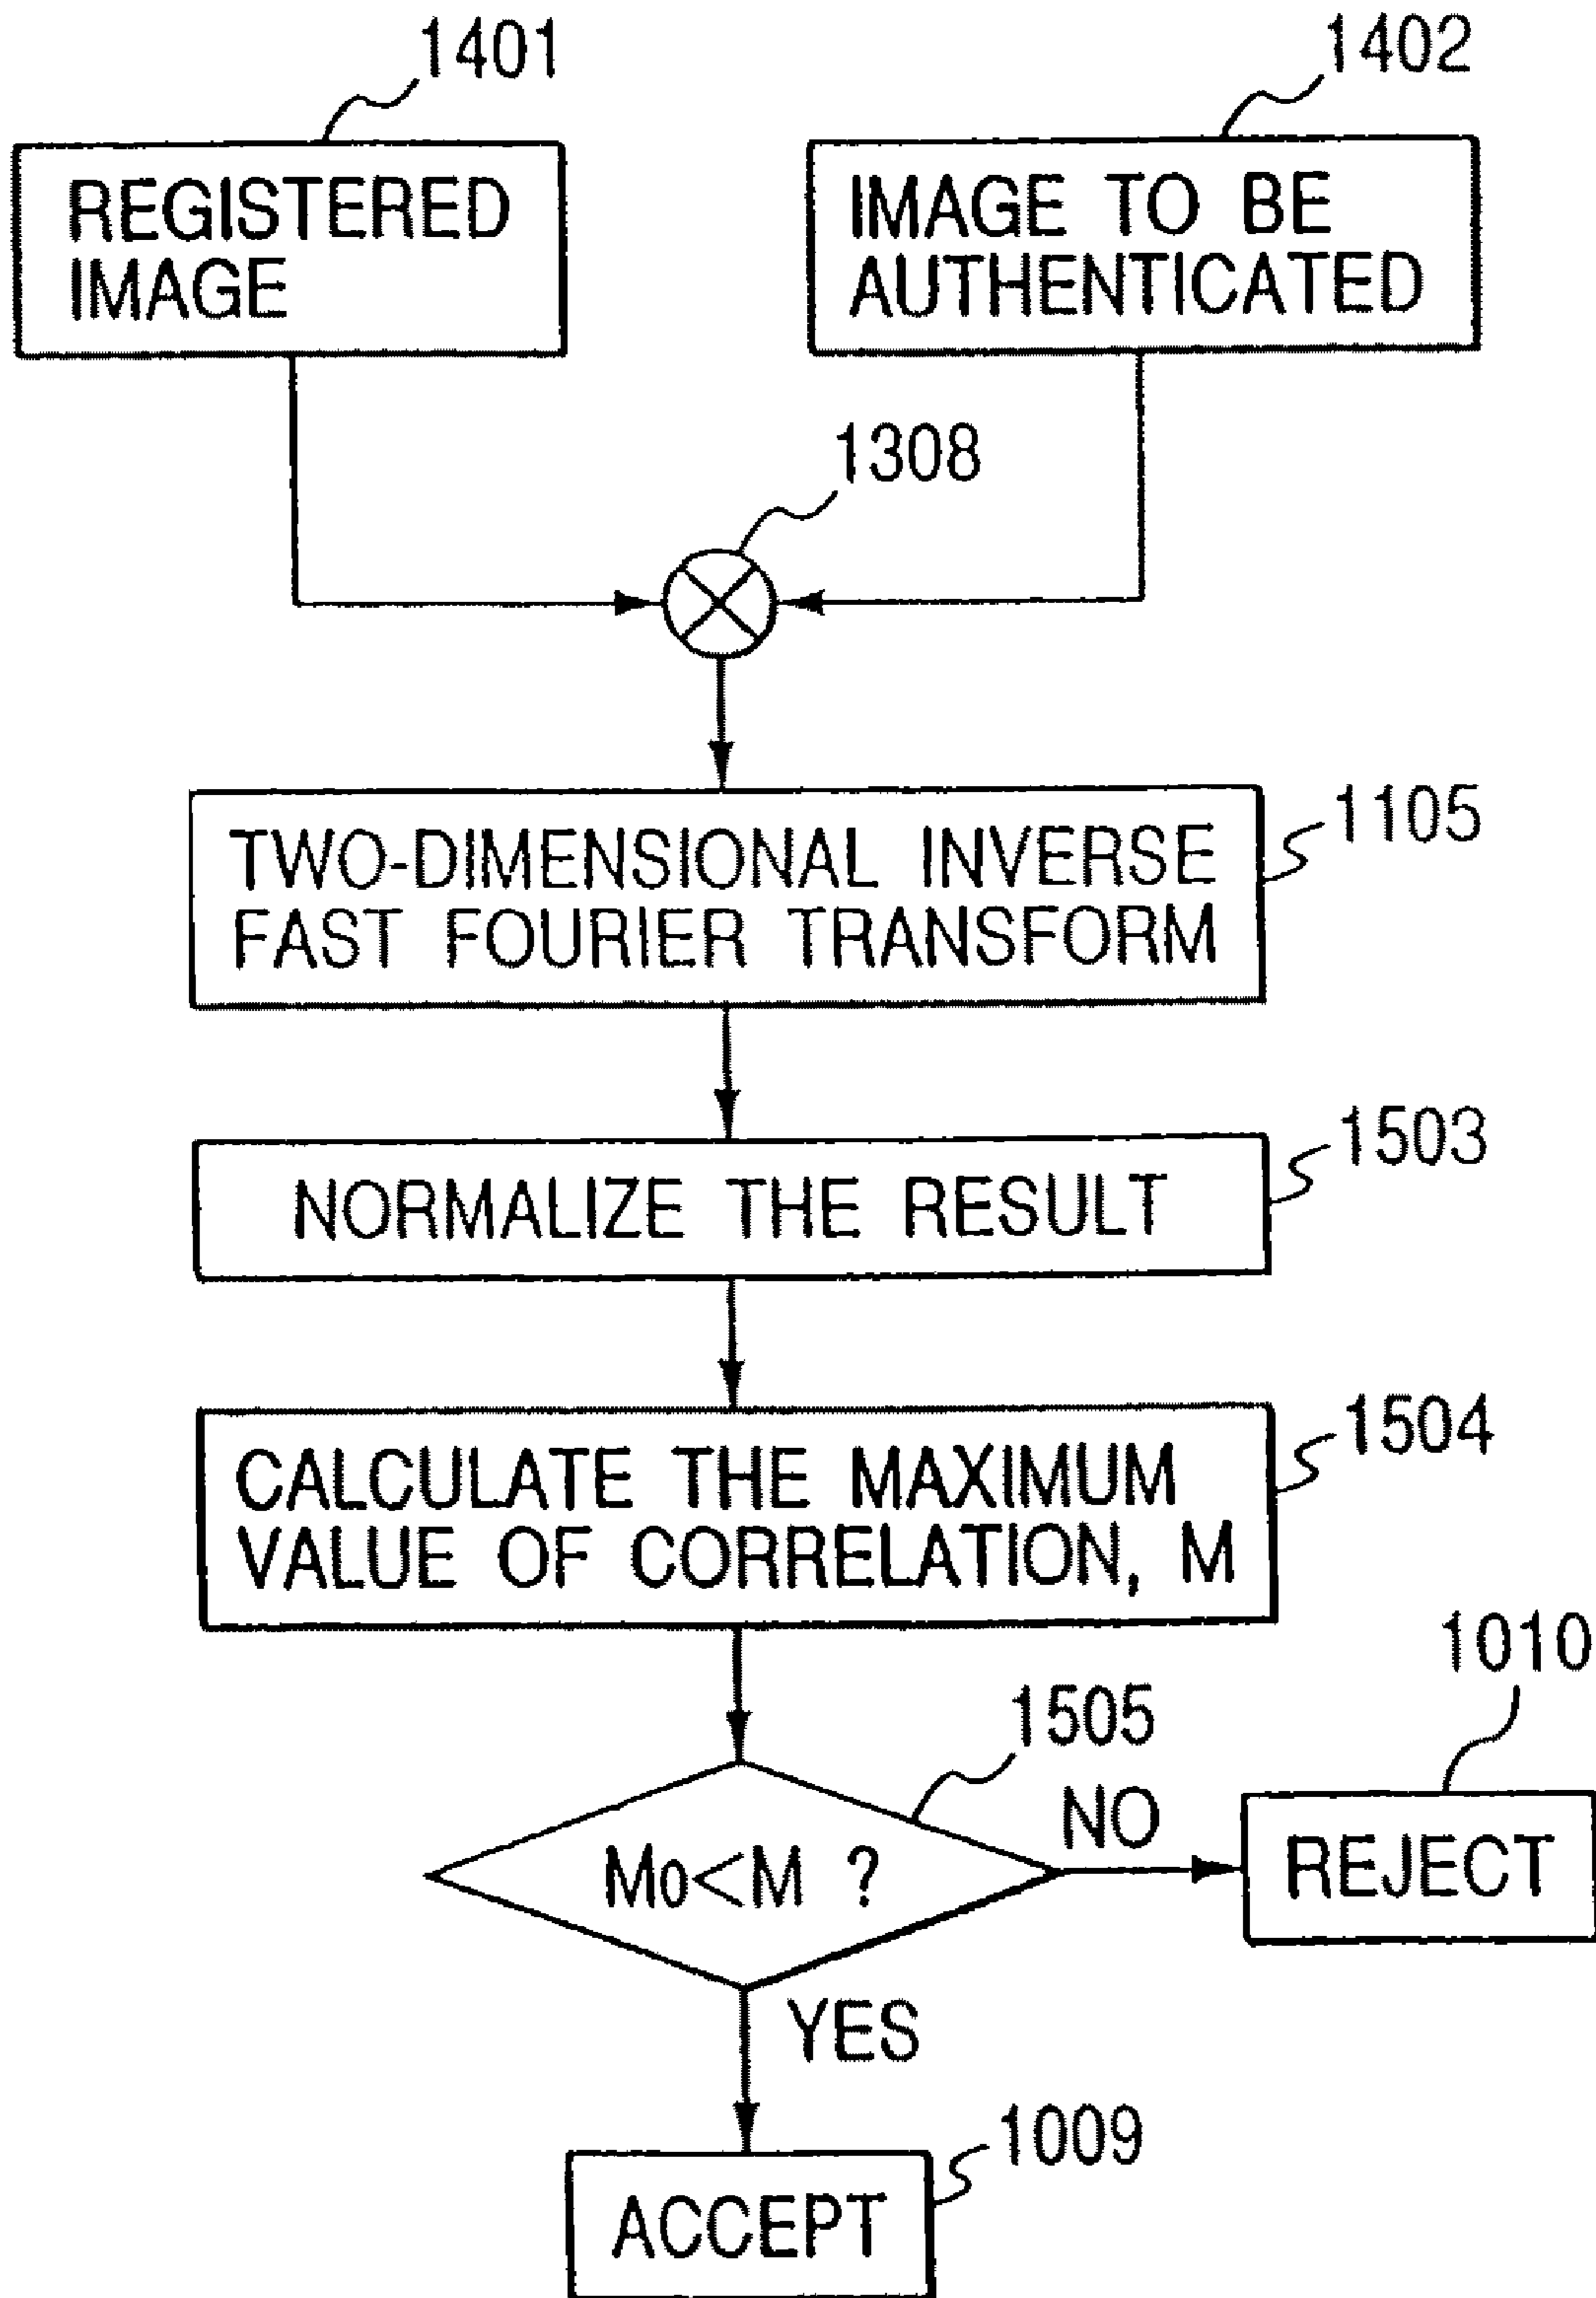 1401
1402
REGISTERED
IMAGE
IMAGE TO BE
AUTHENTICATED
1308
1105
TWO-DIMENSIONAL INVERSE
FAST FOURIER TRANSFORM
1503
NORMALIZE THE RESULT
1504
CALCULATE THE MAXIMUM
VALUE OF CORRELATION, M
1010
1505
NO
M0<M ?
REJECT
YES
1009
ACCEPT